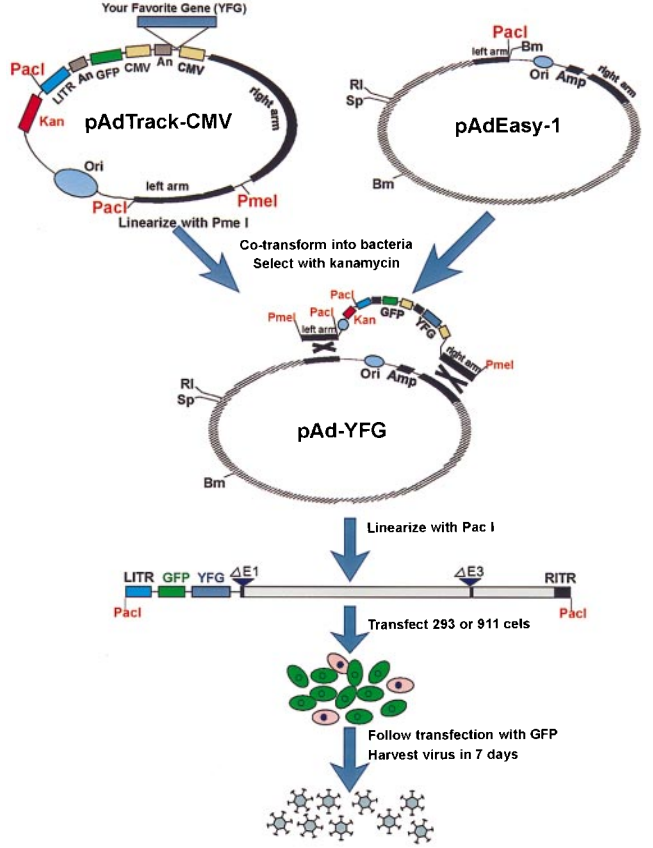 Your Favorite Gene (YFG)
PacI
LITR
An
GFP
CMV
An
CMV
Kan
right arm
pAdTrack-CMV
Ori
left arm
PacI
PmeI
Linearize with Pme I
PacI
left arm
Bm
Ori
Amp
right arm
RI
Sp
pAdEasy-1
Bm
Co-transform into bacteria
Select with kanamycin
PacI
PmeI
PacI
left arm
Kan
GFP
YFG
right arm
PmeI
Ori
Amp
RI
Sp
pAd-YFG
Bm
Linearize with Pac I
LITR GFP YFG △E1 △E3 RITR
PacI PacI
Transfect 293 or 911 cels
Follow transfection with GFP
Harvest virus in 7 days